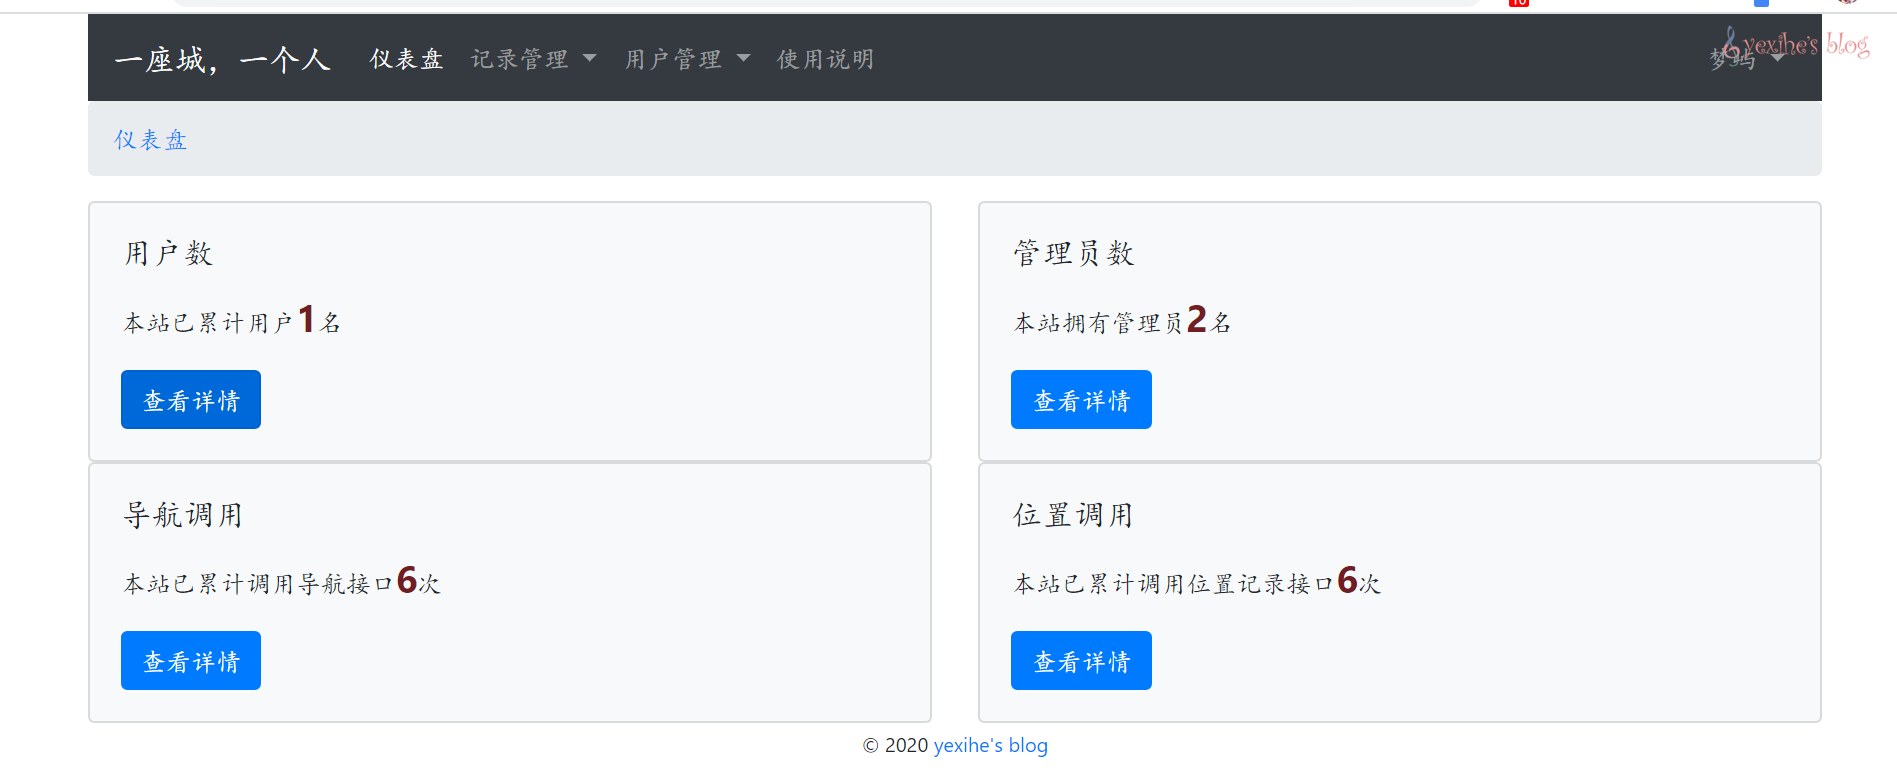 一座城，一个人 仪表盘 记录管理 用户管理 使用说明 梦屿
yexihe's blog
仪表盘
用户数
本站已累计用户1名
查看详情
管理员数
本站拥有管理员2名
查看详情
导航调用
本站已累计调用导航接口6次
查看详情
位置调用
本站已累计调用位置记录接口6次
查看详情
© 2020 yexihe's blog